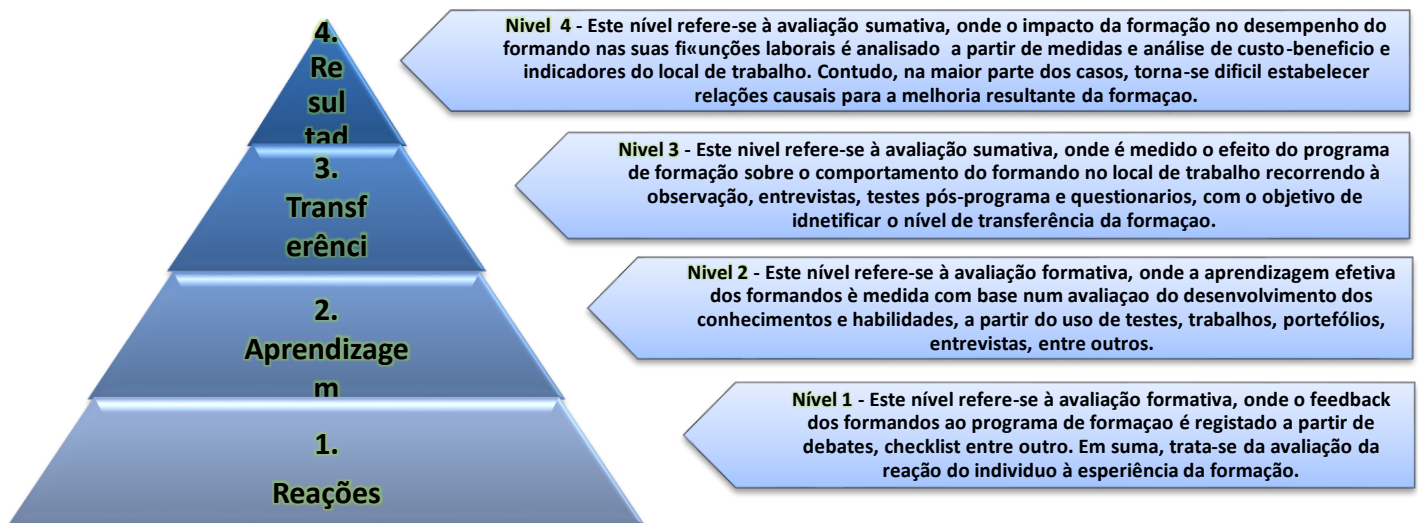 4.
Re
sul
tad
Nivel 4 - Este nível refere-se à avaliação sumativa, onde o impacto da formação no desempenho do
formando nas suas fi«unções laborais é analisado a partir de medidas e análise de custo-beneficio e
indicadores do local de trabalho. Contudo, na maior parte dos casos, torna-se dificil estabelecer
relações causais para a melhoria resultante da formaçao.
3.
Transf
erênci
Nivel 3 - Este nivel refere-se à avaliação sumativa, onde é medido o efeito do programa
de formação sobre o comportamento do formando no local de trabalho recorrendo à
observação, entrevistas, testes pós-programa e questionarios, com o objetivo de
idnetificar o nível de transferência da formaçao.
2.
Aprendizage
m
Nivel 2 - Este nível refere-se à avaliação formativa, onde a aprendizagem efetiva
dos formandos è medida com base num avaliaçao do desenvolvimento dos
conhecimentos e habilidades, a partir do uso de testes, trabalhos, portefólios,
entrevistas, entre outros.
1.
Reações
Nível 1 - Este nível refere-se à avaliação formativa, onde o feedback
dos formandos ao programa de formaçao é registado a partir de
debates, checklist entre outro. Em suma, trata-se da avaliação da
reação do individuo à esperiência da formação.